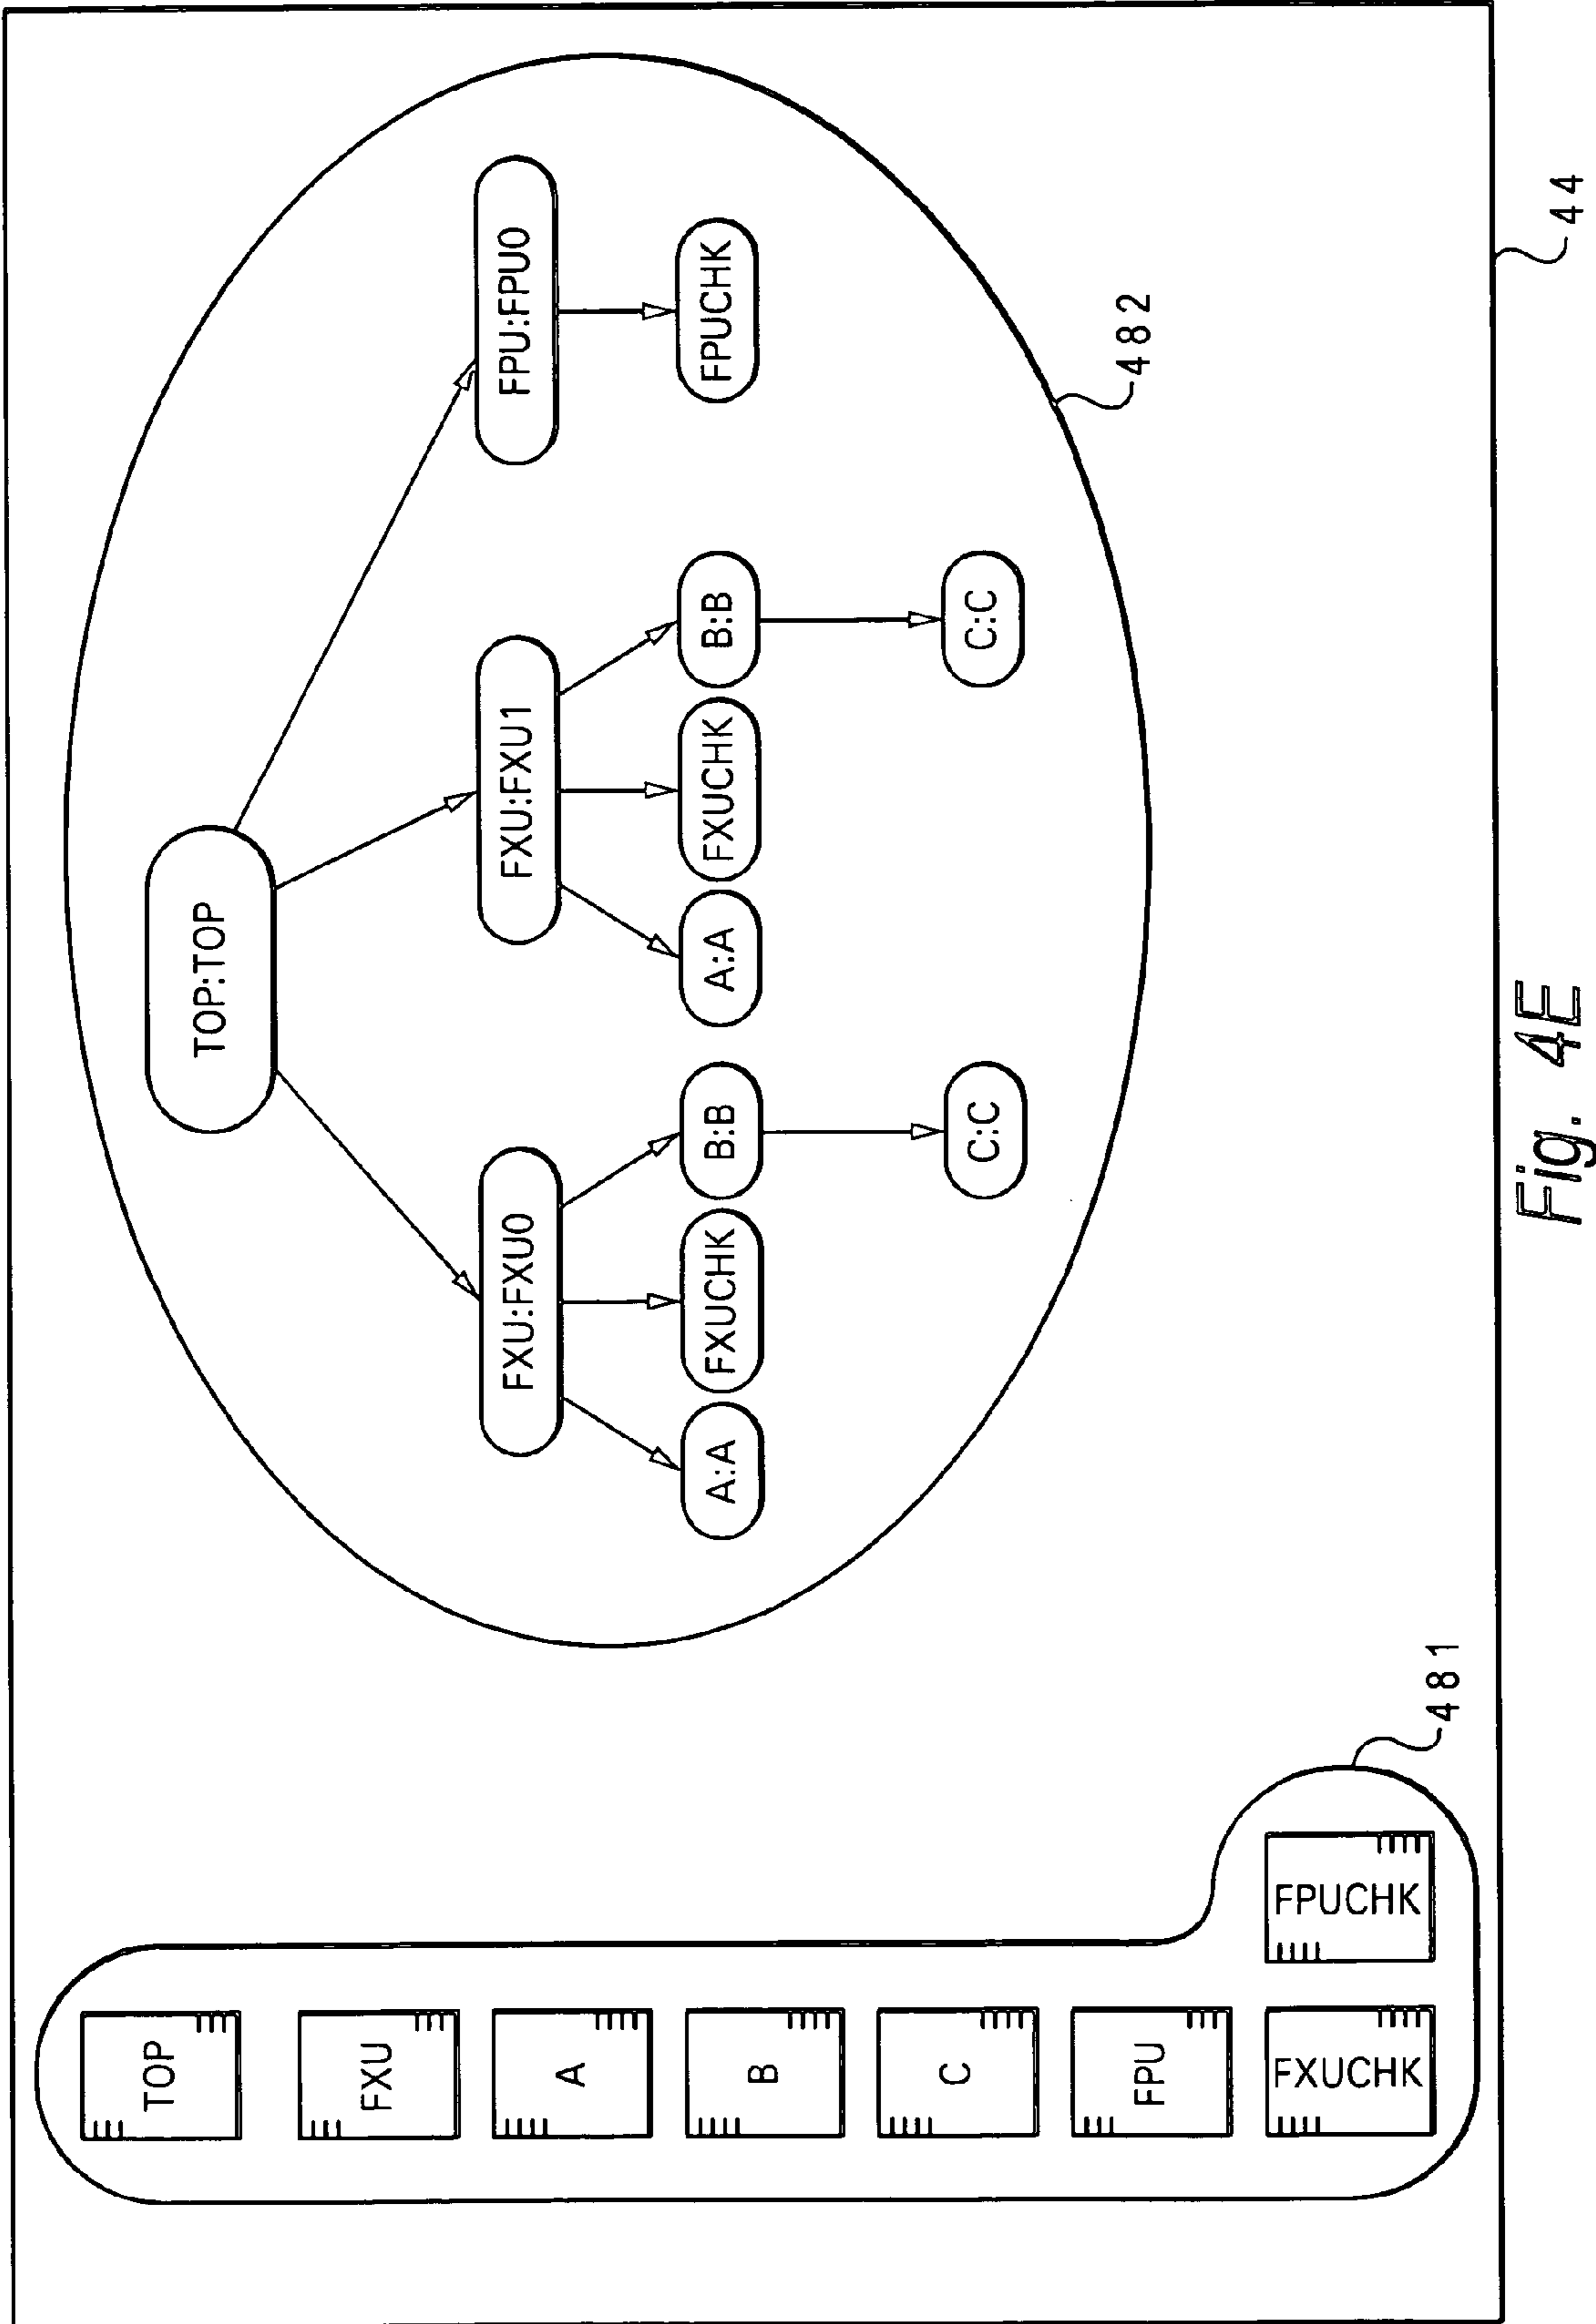 TOP
FXU
A
B
C
FPU
FXUCHK
FPUCHK
481
TOP:TOP
FXU:FXU0
FXU:FXU1
FPU:FPU0
A:A
FXUCHK
B:B
A:A
FXUCHK
B:B
FPUCHK
C:C
C:C
482
44
Fig. 4E